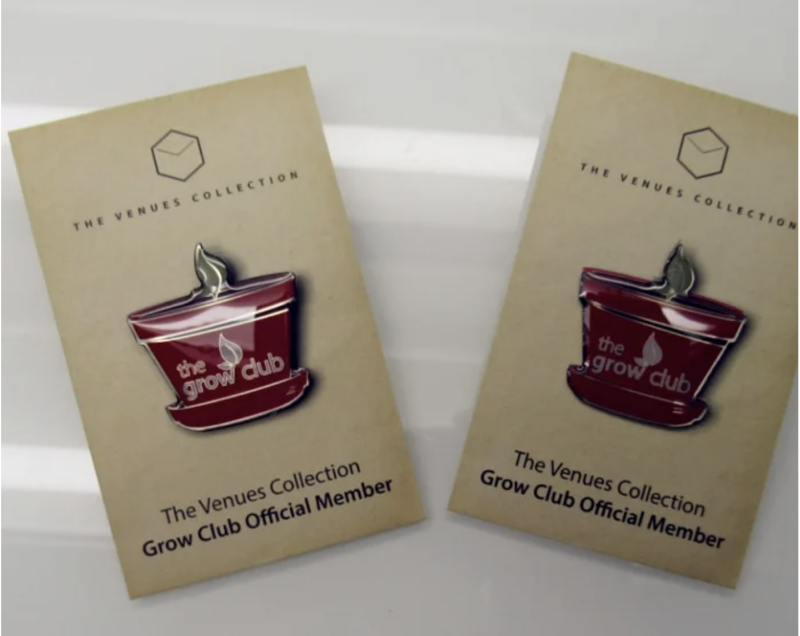 THE VENUES COLLECTION
the
grow club
The Venues Collection
Grow Club Official Member
THE VENUES COLLECTION
the
grow club
The Venues Collection
Grow Club Official Member